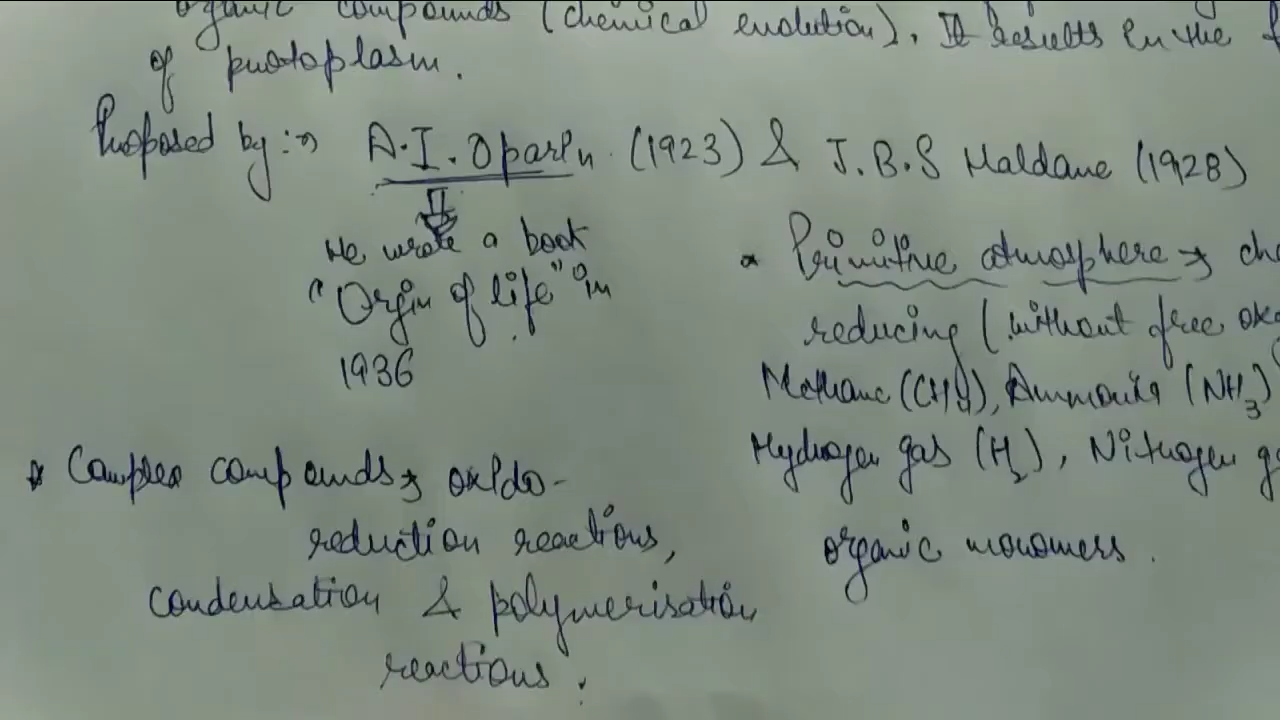 organic compounds (chemical evolution). It results in the
of protoplasm.
Proposed by :→ A.I. Oparin. (1923) & J.B.S Haldane (1928)
He wrote a book
"Orgin of life" in
1936
* Primitive atmosphere →
reducing (without free
Methane (CH4), Ammonia (NH3)
Hydrogen gas (H2), Nitrogen
organic monomers.
* Complex compounds → oxido-
reduction reactions,
condensation & polymerisation
reactions.